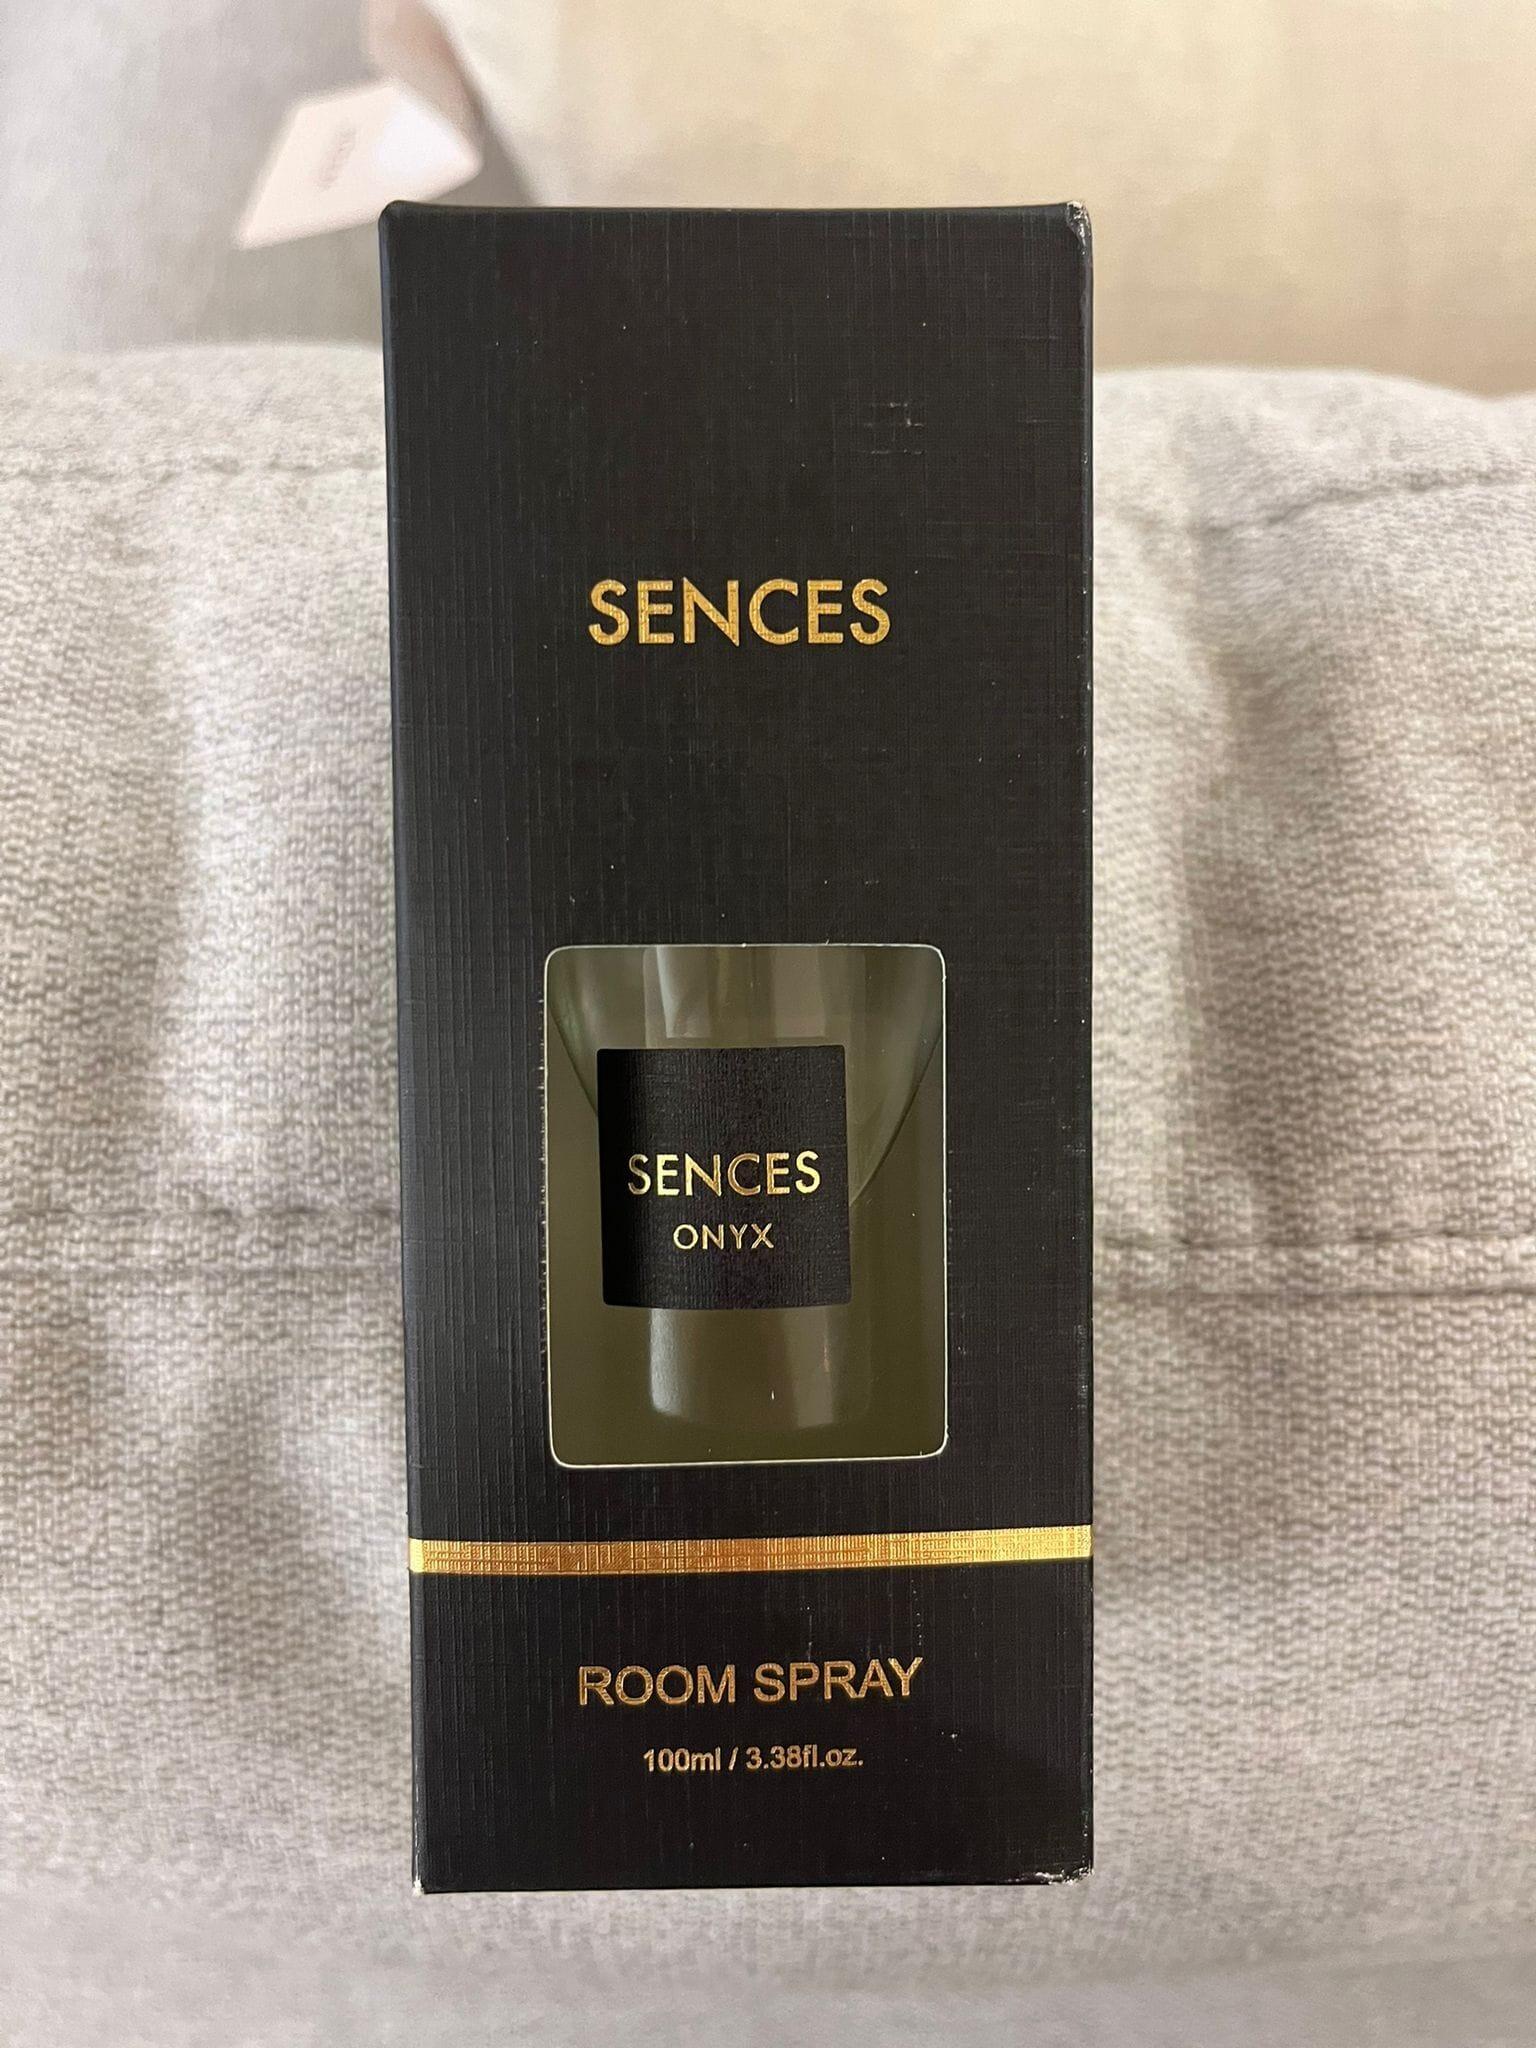 SENCES
SENCES
ONYX
ROOM SPRAY
100ml / 3.38fl.oz.